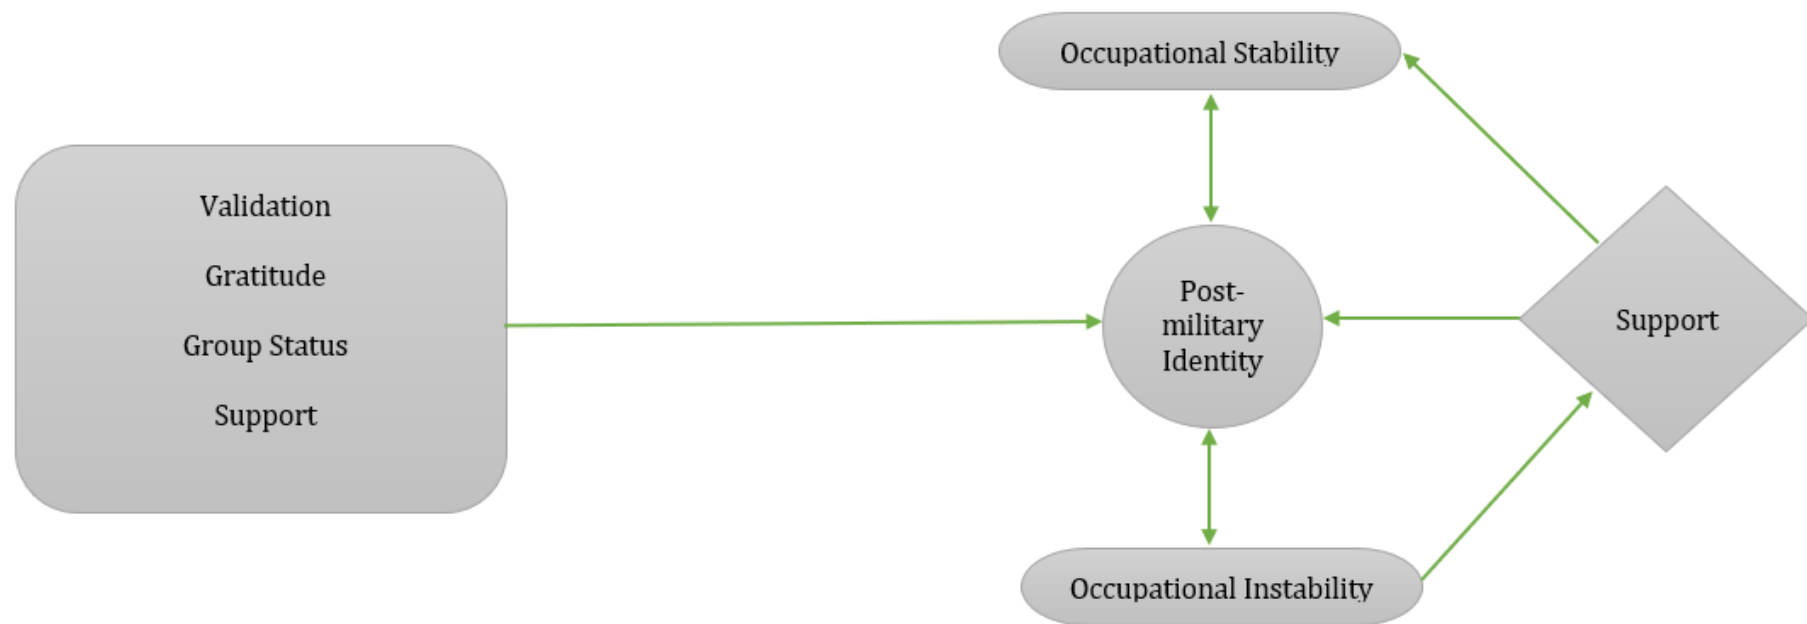 Occupational Stability
Validation
Gratitude
Group Status
Support
Post-
military
Identity
Support
Occupational Instability